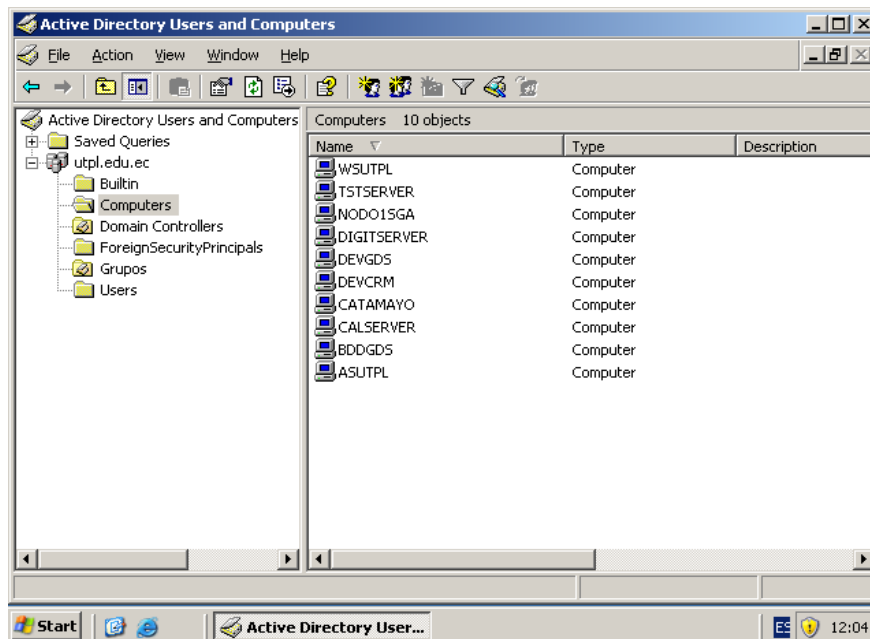 Active Directory Users and Computers
File Action View Window Help
Active Directory Users and Computers
Saved Queries
utpl.edu.ec
Builtin
Computers
Domain Controllers
ForeignSecurityPrincipals
Grupos
Users
Computers 10 objects
Name Type Description
WSUTPL Computer
TSTSERVER Computer
NODO1SGA Computer
DIGITSERVER Computer
DEVGDS Computer
DEVCRM Computer
CATAMAYO Computer
CALSERVER Computer
BDDGDS Computer
ASUTPL Computer
Start Active Directory User... ES 12:04